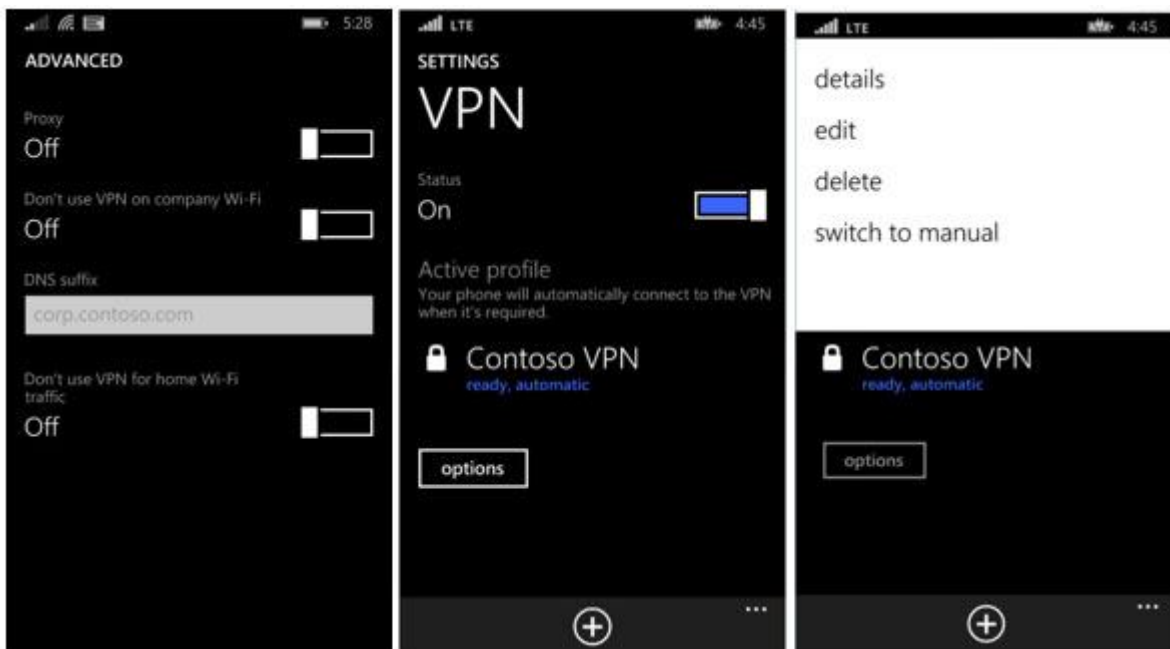 5:28
ADVANCED
Proxy
Off
Don't use VPN on company Wi-Fi
Off
DNS suffix
corp.contoso.com
Don't use VPN for home Wi-Fi
traffic
Off
LTE
4:45
SETTINGS
VPN
Status
On
Active profile
Your phone will automatically connect to the VPN
when it's required.
Contoso VPN
ready, automatic
options
LTE
4:45
details
edit
delete
switch to manual
Contoso VPN
ready, automatic
options